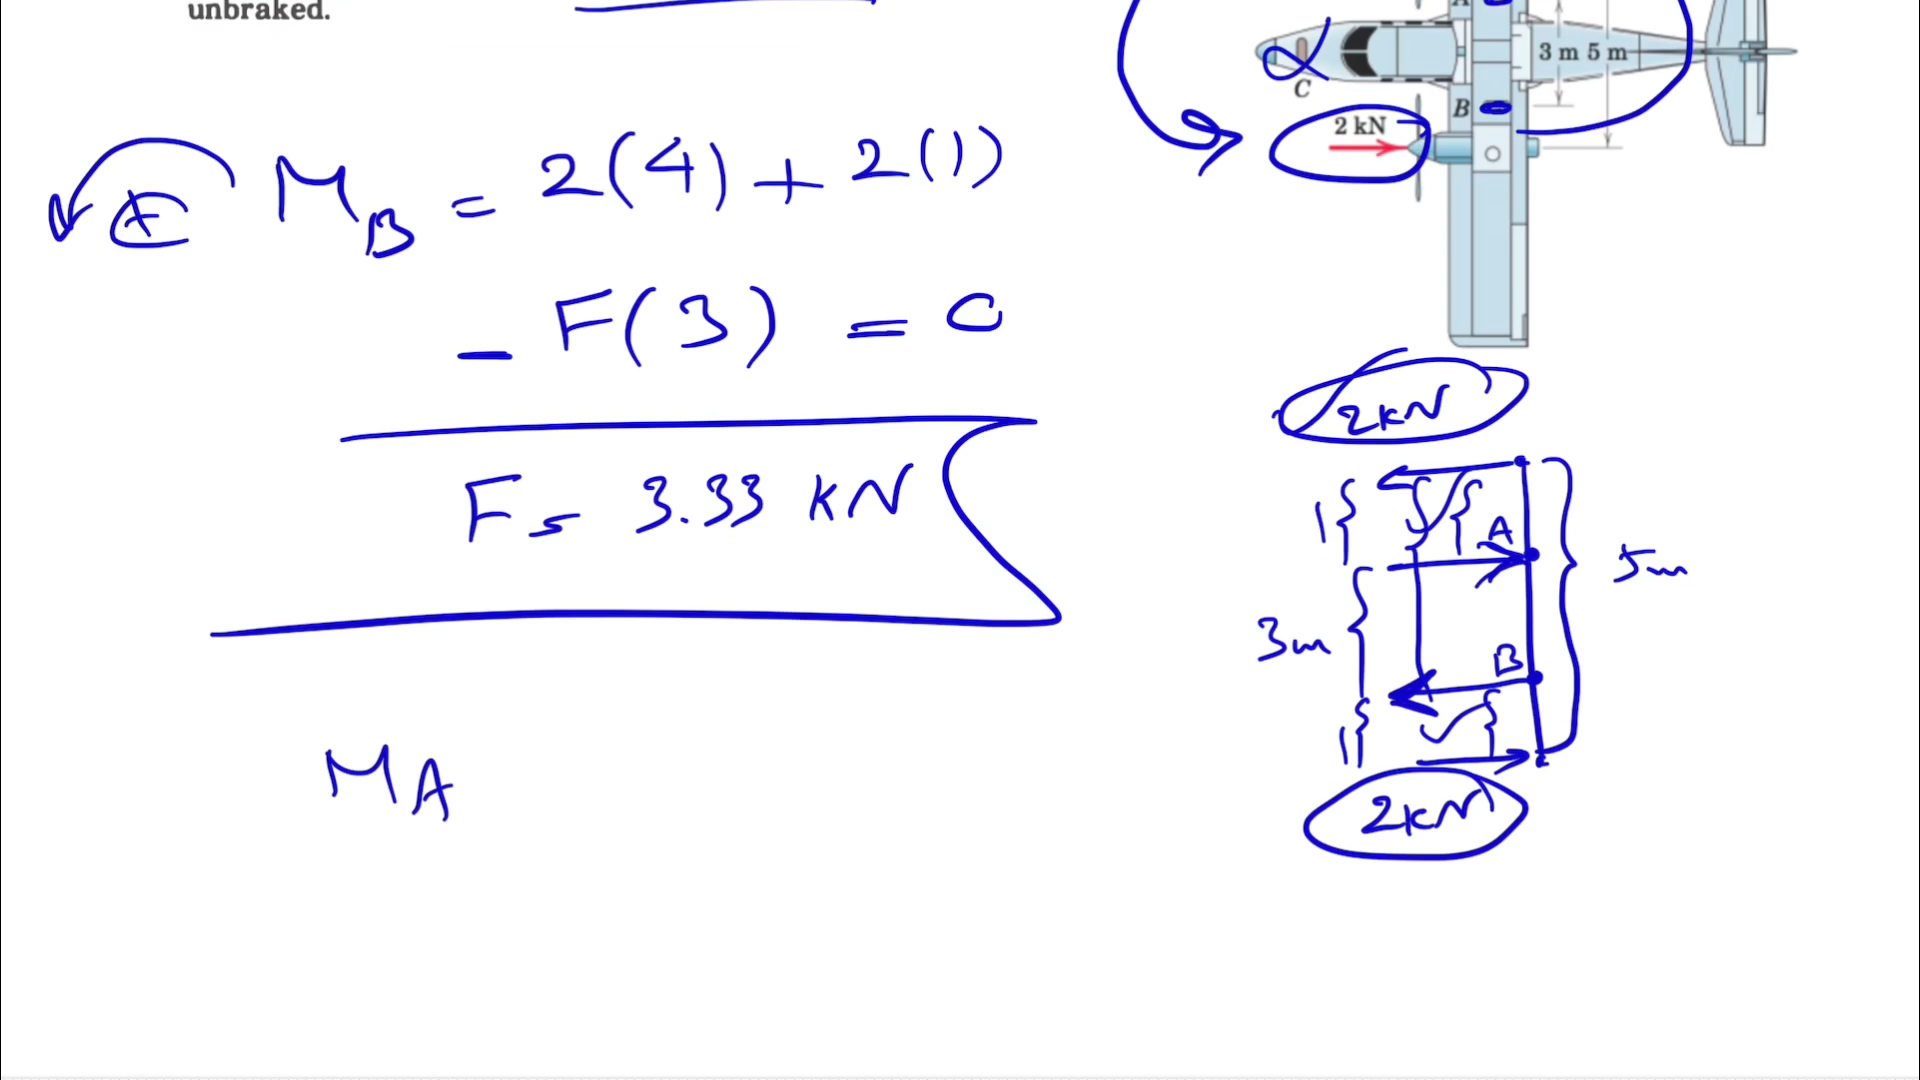 unbraked.
A
3 m 5 m
C
B
2 kN
M_B = 2(4) + 2(1)
- F(3) = 0
F = 3.33 kN
2kN
1
A
5m
3m
B
1
2kN
M_A